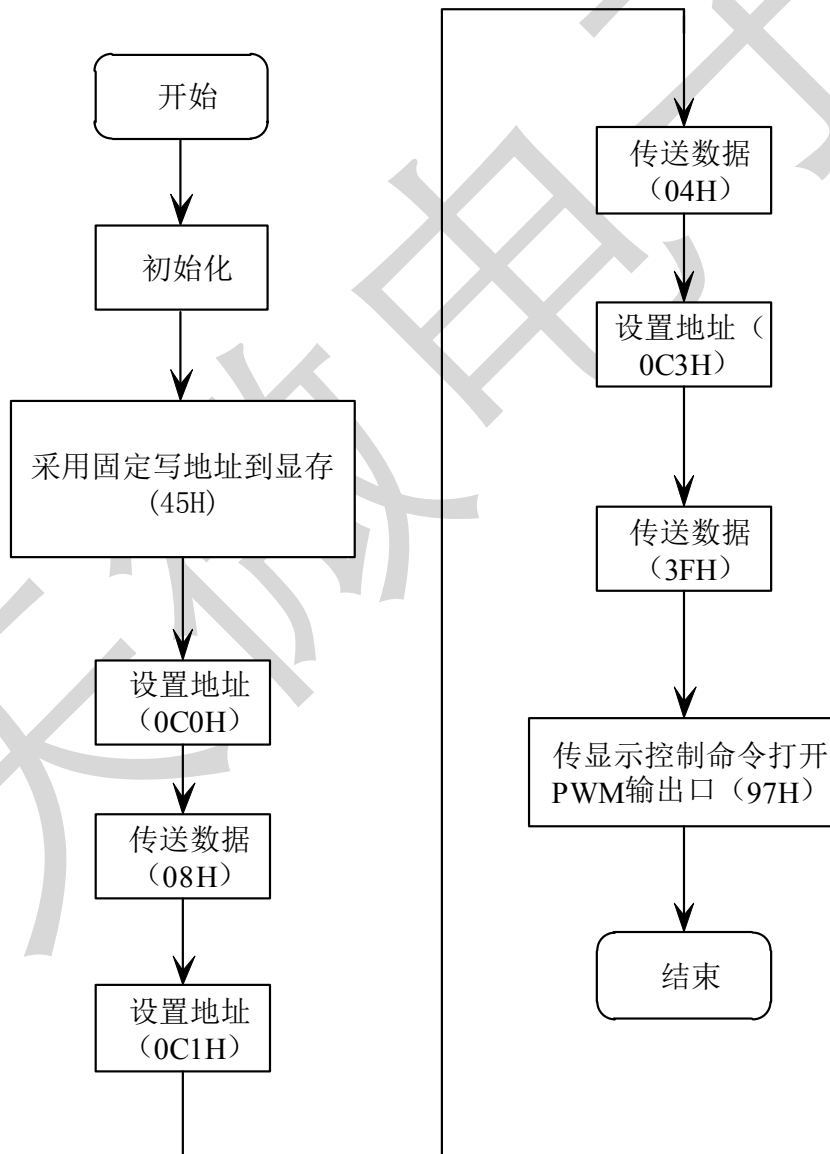 开始
初始化
采用固定写地址到显存
(45H)
设置地址
（0C0H）
传送数据
（08H）
设置地址
（0C1H）
传送数据
（04H）
设置地址（
0C3H）
传送数据
（3FH）
传显示控制命令打开
PWM输出口（97H）
结束